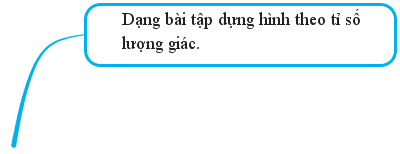 Dạng bài tập dựng hình theo tỉ số
lượng giác.